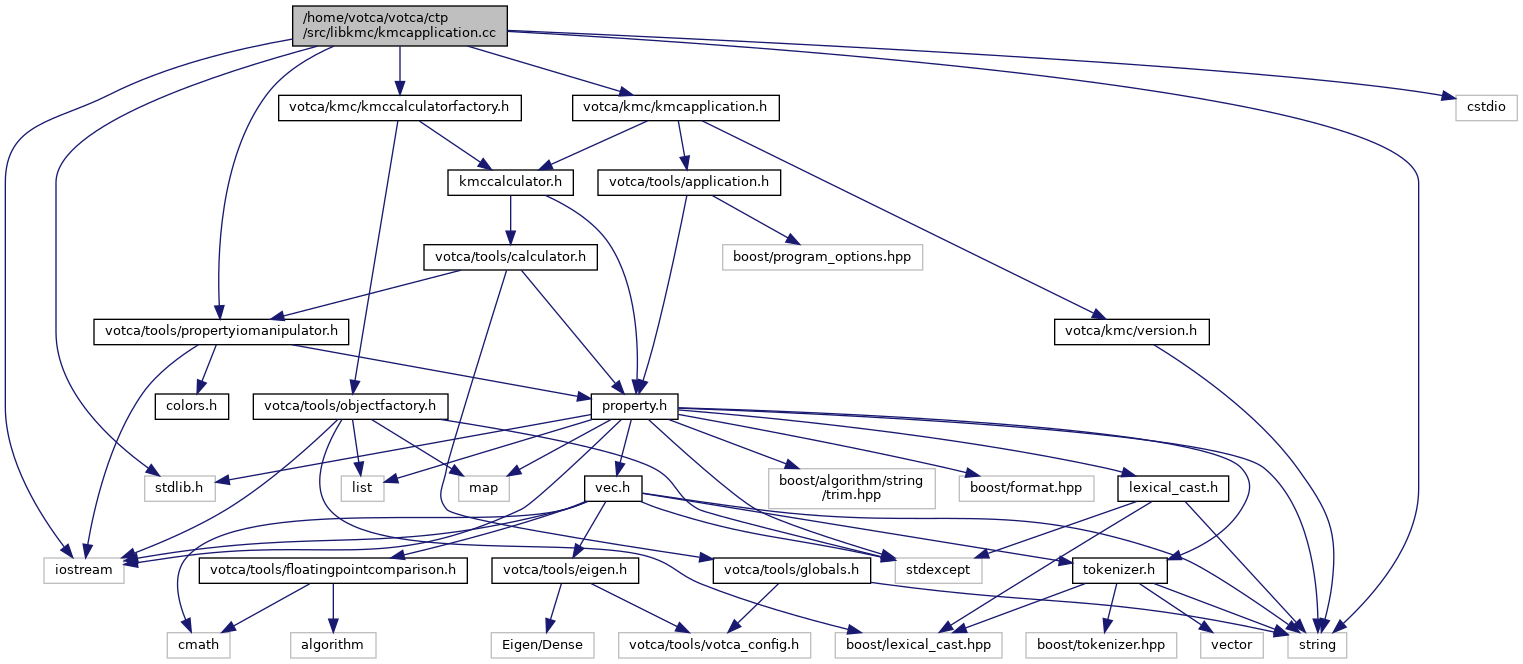 /home/votca/votca/ctp
/src/libkmc/kmcapplication.cc
votca/kmc/kmccalculatorfactory.h
votca/kmc/kmcapplication.h
cstdio
kmccalculator.h
votca/tools/application.h
votca/tools/calculator.h
boost/program_options.hpp
votca/tools/propertyiomanipulator.h
votca/kmc/version.h
colors.h
votca/tools/objectfactory.h
property.h
stdlib.h
list
map
vec.h
boost/algorithm/string
/trim.hpp
boost/format.hpp
lexical_cast.h
iostream
votca/tools/floatingpointcomparison.h
votca/tools/eigen.h
votca/tools/globals.h
stdexcept
tokenizer.h
cmath
algorithm
Eigen/Dense
votca/tools/votca_config.h
boost/lexical_cast.hpp
boost/tokenizer.hpp
vector
string